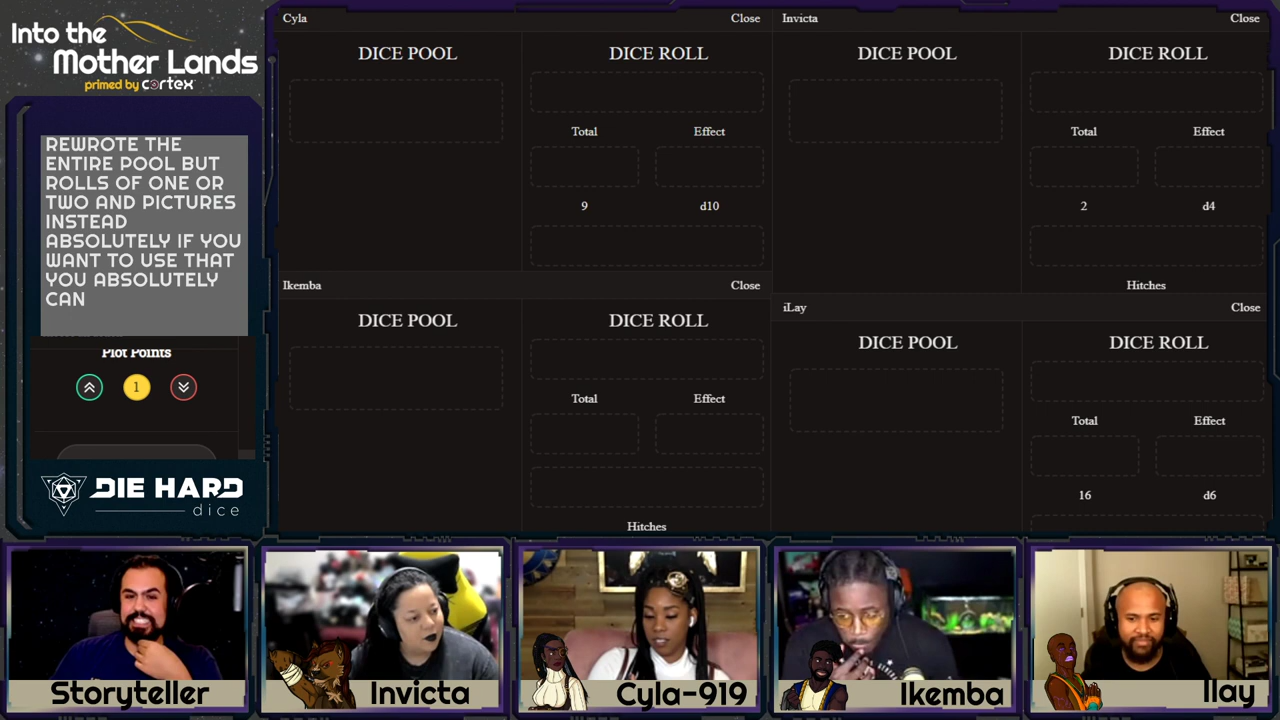 Into the
Mother Lands
primed by cortex
REWROTE THE
ENTIRE POOL BUT
ROLLS OF ONE OR
TWO AND PICTURES
INSTEAD
ABSOLUTELY IF YOU
WANT TO USE THAT
YOU ABSOLUTELY
CAN
Plot Points
1
DIE HARD
dice
Cyla Close
DICE POOL DICE ROLL
Total Effect
9 d10
Invicta Close
DICE POOL DICE ROLL
Total Effect
2 d4
Hitches
Ikemba Close
DICE POOL DICE ROLL
Total Effect
Hitches
iLay Close
DICE POOL DICE ROLL
Total Effect
16 d6
Storyteller
Invicta
Cyla-919
Ikemba
Ilay